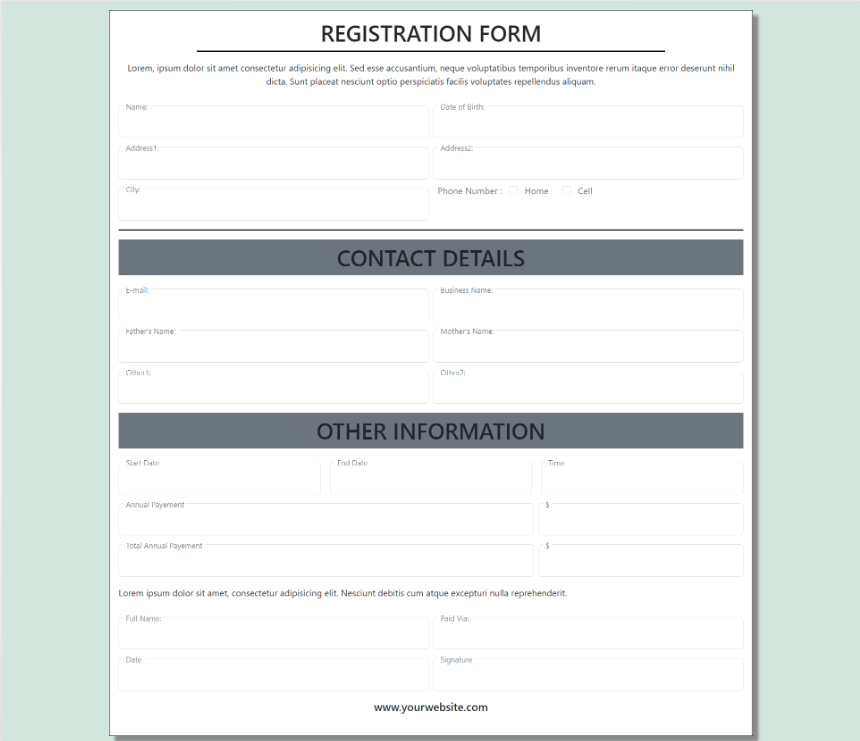 REGISTRATION FORM
Lorem, ipsum dolor sit amet consectetur adipisicing elit. Sed esse accusantium, neque voluptatibus temporibus inventore rerum itaque error deserunt nihil
dicta. Sunt placeat nesciunt optio perspiciatis facilis voluptates repellendus aliquam.
Name: Date of Birth:
Address1: Address2:
City: Phone Number : Home Cell
CONTACT DETAILS
E-mail: Business Name:
Father's Name: Mother's Name:
Other1: Other2:
OTHER INFORMATION
Start Date End Date Time
Annual Payement $
Total Annual Payement $
Lorem ipsum dolor sit amet, consectetur adipisicing elit. Nesciunt debitis cum atque excepturi nulla reprehenderit.
Full Name: Paid Via:
Date Signature
www.yourwebsite.com